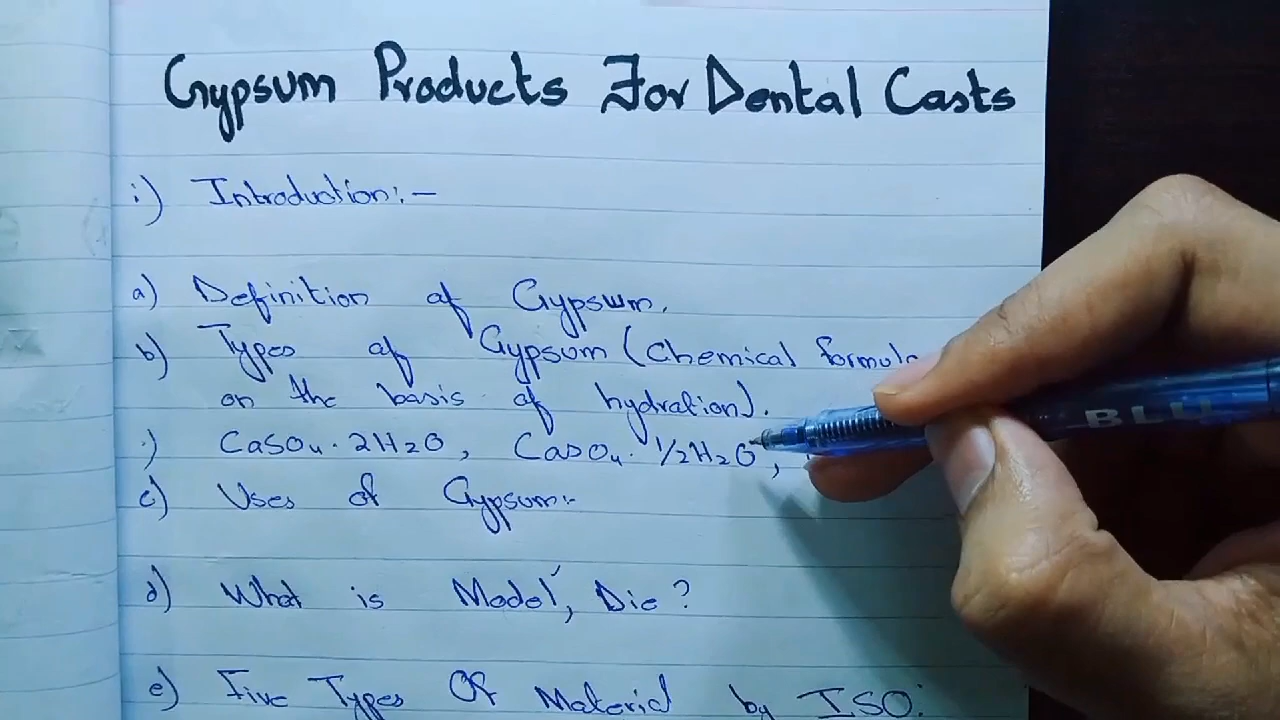 Gypsum Products For Dental Casts
i) Introduction:-
a) Definition of Gypsum.
b) Types of Gypsum (Chemical formula
on the basis of hydration).
i) CaSO₄·2H₂O, CaSO₄·1/2H₂O,
c) Uses of Gypsum:-
d) What is Model, Die?
e) Five Types Of Material by ISO:
BLU